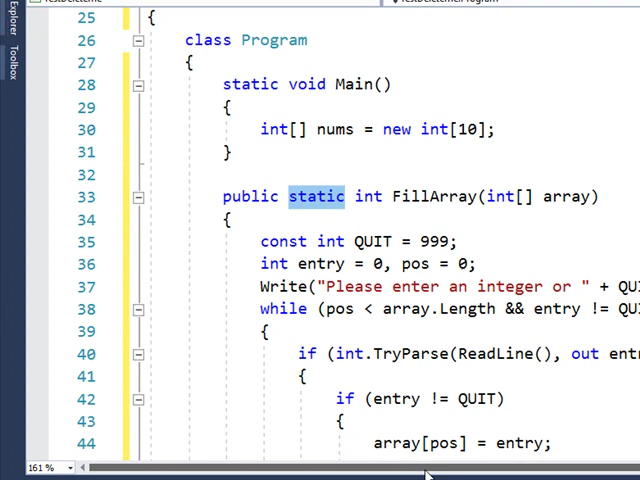 25 {
26 class Program
27 {
28 static void Main()
29 {
30 int[] nums = new int[10];
31 }
32
33 public static int FillArray(int[] array)
34 {
35 const int QUIT = 999;
36 int entry = 0, pos = 0;
37 Write("Please enter an integer or " + QU
38 while (pos < array.Length && entry != QU
39 {
40 if (int.TryParse(ReadLine(), out ent
41 {
42 if (entry != QUIT)
43 {
44 array[pos] = entry;
161 %
Explorer
Toolbox